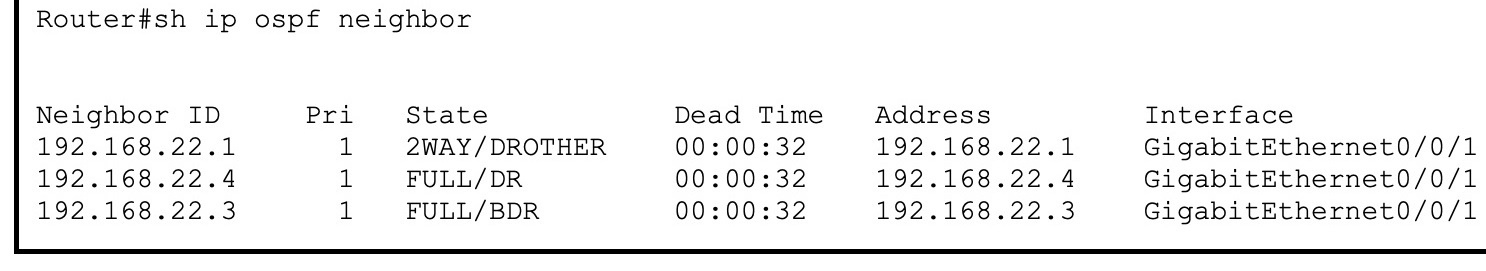 Router#sh ip ospf neighbor
Neighbor ID     Pri   State           Dead Time   Address         Interface
192.168.22.1      1   2WAY/DROTHER    00:00:32    192.168.22.1    GigabitEthernet0/0/1
192.168.22.4      1   FULL/DR         00:00:32    192.168.22.4    GigabitEthernet0/0/1
192.168.22.3      1   FULL/BDR        00:00:32    192.168.22.3    GigabitEthernet0/0/1